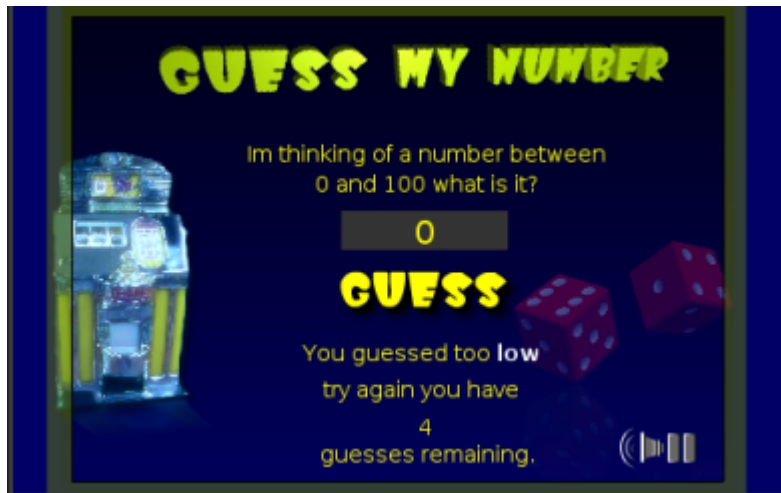 GUESS MY NUMBER
Im thinking of a number between
0 and 100 what is it?
0
GUESS
You guessed too low
try again you have
4
guesses remaining.